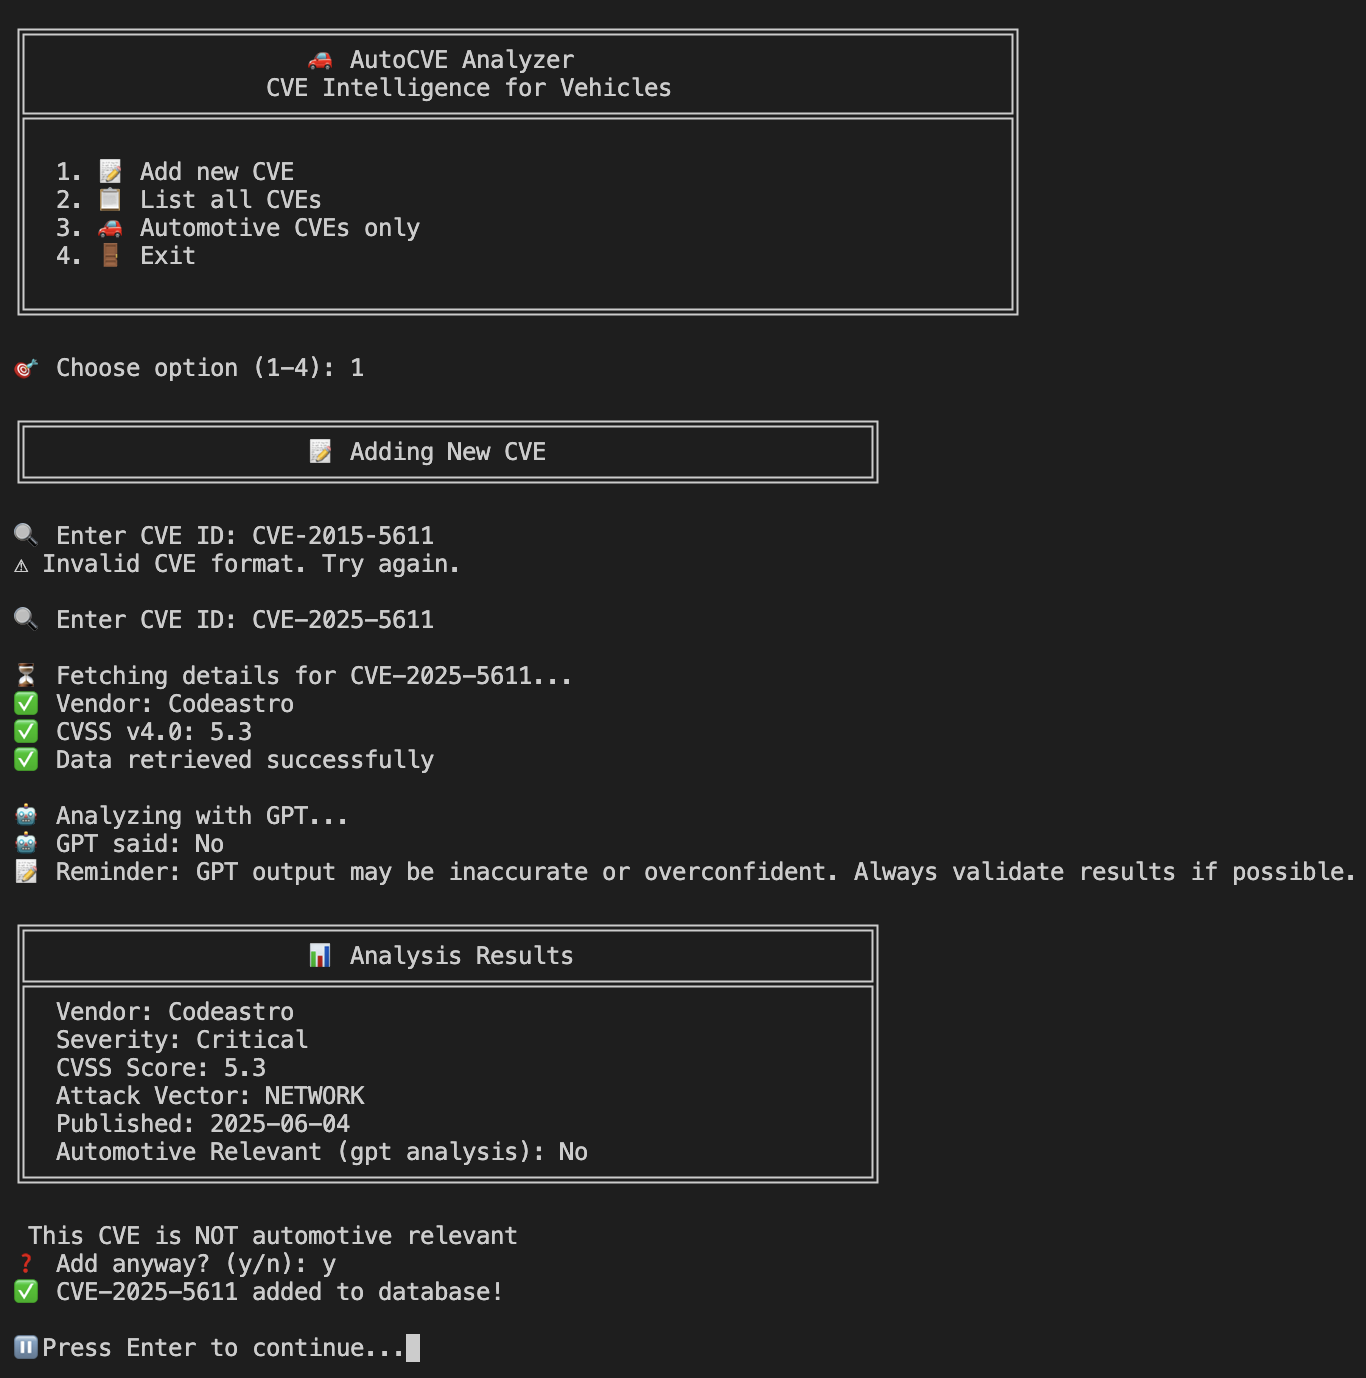 🚗 AutoCVE Analyzer
CVE Intelligence for Vehicles
1. 📝 Add new CVE
2. 📋 List all CVEs
3. 🚗 Automotive CVEs only
4. 🚪 Exit
🎯 Choose option (1-4): 1
📝 Adding New CVE
🔍 Enter CVE ID: CVE-2015-5611
⚠ Invalid CVE format. Try again.
🔍 Enter CVE ID: CVE-2025-5611
⏳ Fetching details for CVE-2025-5611...
✅ Vendor: Codeastro
✅ CVSS v4.0: 5.3
✅ Data retrieved successfully
🤖 Analyzing with GPT...
🤖 GPT said: No
📝 Reminder: GPT output may be inaccurate or overconfident. Always validate results if possible.
📊 Analysis Results
Vendor: Codeastro
Severity: Critical
CVSS Score: 5.3
Attack Vector: NETWORK
Published: 2025-06-04
Automotive Relevant (gpt analysis): No
This CVE is NOT automotive relevant
❓ Add anyway? (y/n): y
✅ CVE-2025-5611 added to database!
⏸️Press Enter to continue...